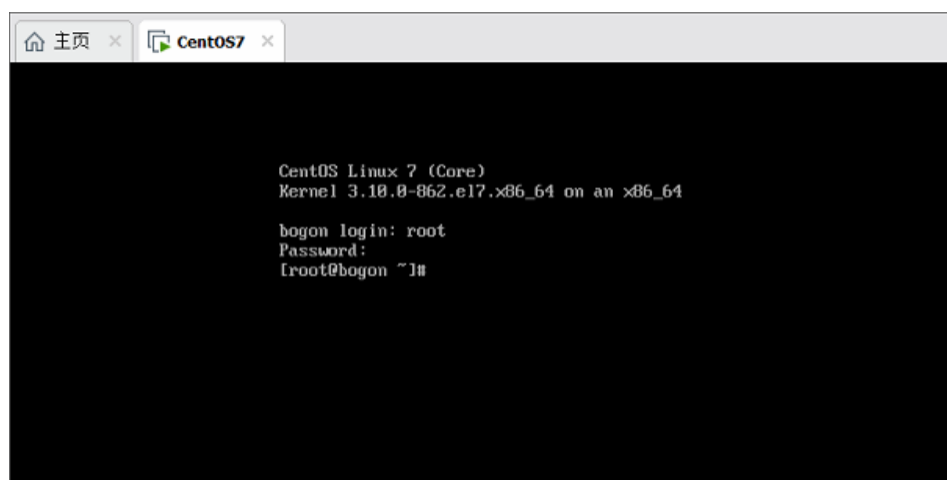 主页 × CentOS7 ×
CentOS Linux 7 (Core)
Kernel 3.10.0-862.el7.x86_64 on an x86_64
bogon login: root
Password:
[root@bogon ~]#